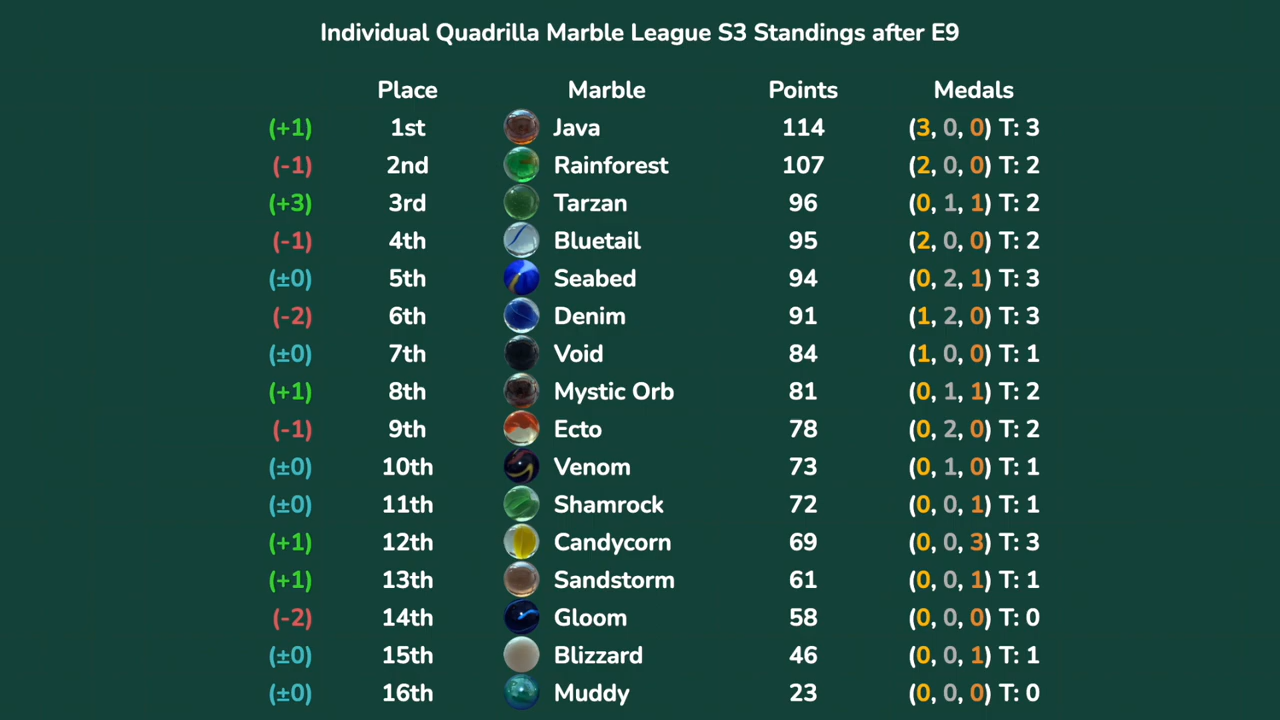 Individual Quadrilla Marble League S3 Standings after E9
Place Marble Points Medals
(+1) 1st Java 114 (3, 0, 0) T: 3
(-1) 2nd Rainforest 107 (2, 0, 0) T: 2
(+3) 3rd Tarzan 96 (0, 1, 1) T: 2
(-1) 4th Bluetail 95 (2, 0, 0) T: 2
(±0) 5th Seabed 94 (0, 2, 1) T: 3
(-2) 6th Denim 91 (1, 2, 0) T: 3
(±0) 7th Void 84 (1, 0, 0) T: 1
(+1) 8th Mystic Orb 81 (0, 1, 1) T: 2
(-1) 9th Ecto 78 (0, 2, 0) T: 2
(±0) 10th Venom 73 (0, 1, 0) T: 1
(±0) 11th Shamrock 72 (0, 0, 1) T: 1
(+1) 12th Candycorn 69 (0, 0, 3) T: 3
(+1) 13th Sandstorm 61 (0, 0, 1) T: 1
(-2) 14th Gloom 58 (0, 0, 0) T: 0
(±0) 15th Blizzard 46 (0, 0, 1) T: 1
(±0) 16th Muddy 23 (0, 0, 0) T: 0